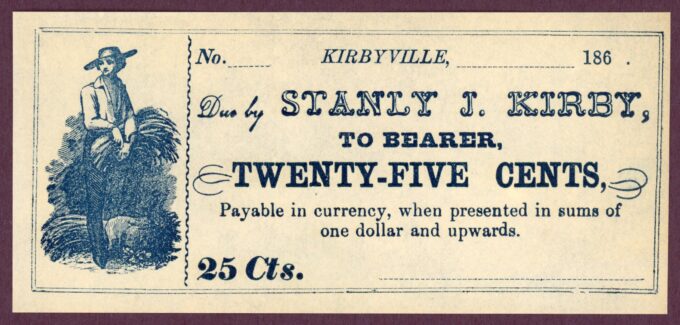 No. KIRBYVILLE, 186 .
Due by STANLY J. KIRBY,
TO BEARER,
TWENTY-FIVE CENTS,
Payable in currency, when presented in sums of
one dollar and upwards.
25 Cts.